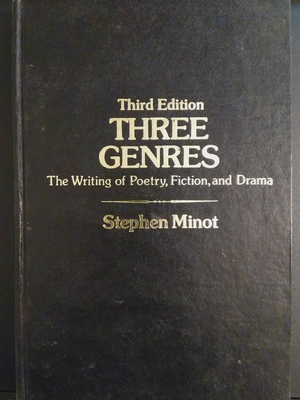 Third Edition
THREE
GENRES
The Writing of Poetry, Fiction, and Drama
Stephen Minot